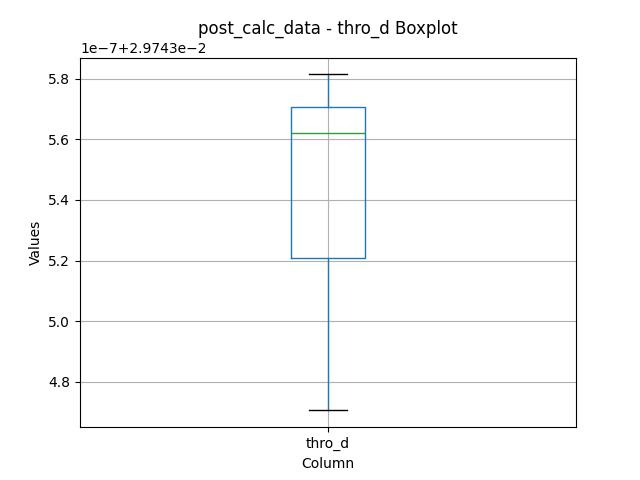 post_calc_data - thro_d Boxplot
1e−7+2.9743e−2
5.8
5.6
5.4
5.2
5.0
4.8
Values
thro_d
Column